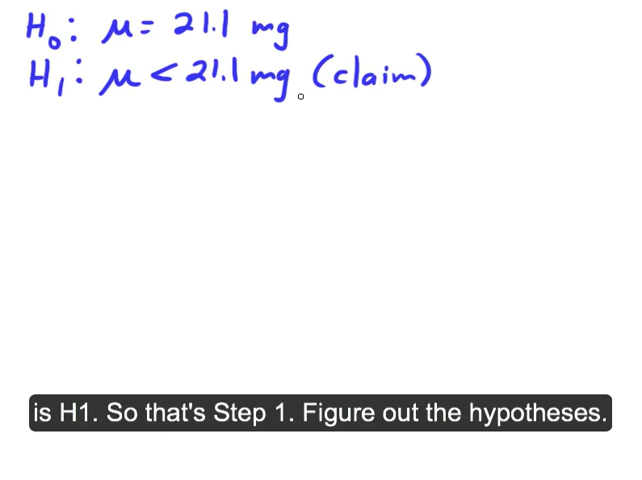 H₀: μ = 21.1 mg
H₁: μ < 21.1 mg (claim)
is H1. So that's Step 1. Figure out the hypotheses.